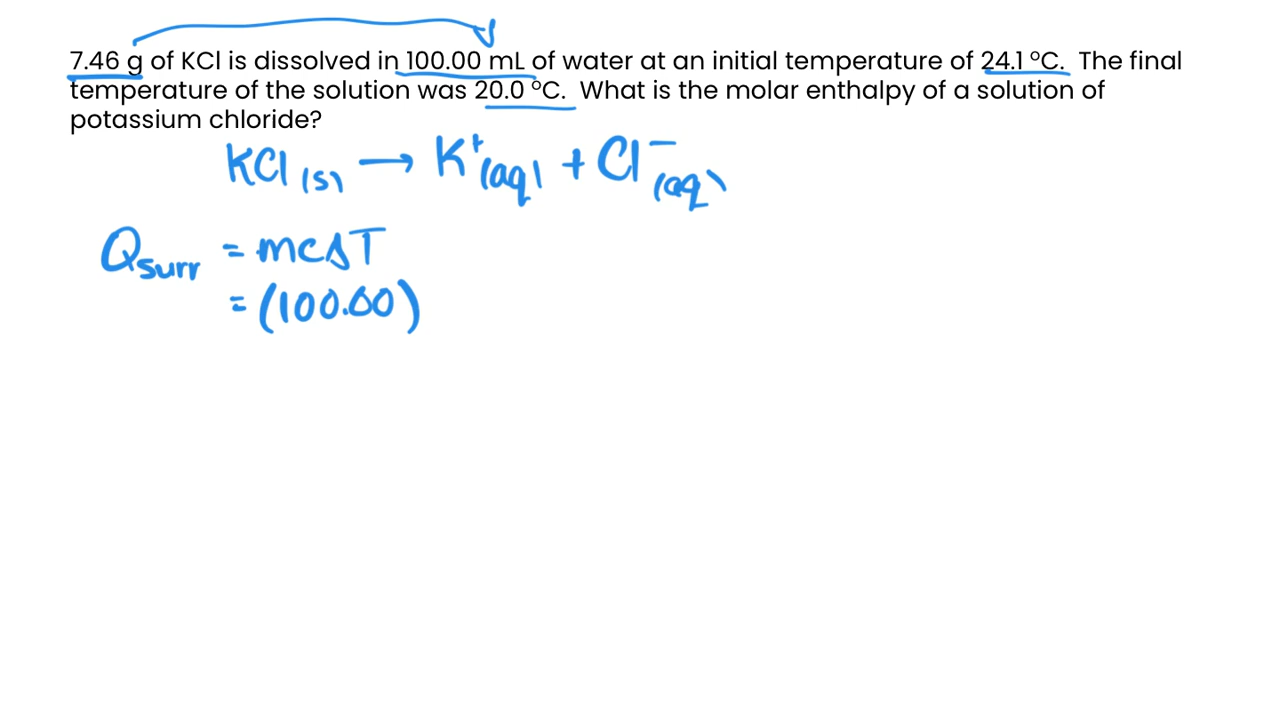 7.46 g of KCl is dissolved in 100.00 mL of water at an initial temperature of 24.1 ºC.  The final
temperature of the solution was 20.0 ºC.  What is the molar enthalpy of a solution of
potassium chloride?
KCl (s) → K⁺ (aq) + Cl⁻ (aq)
Qsurr = mcΔT
= (100.00)